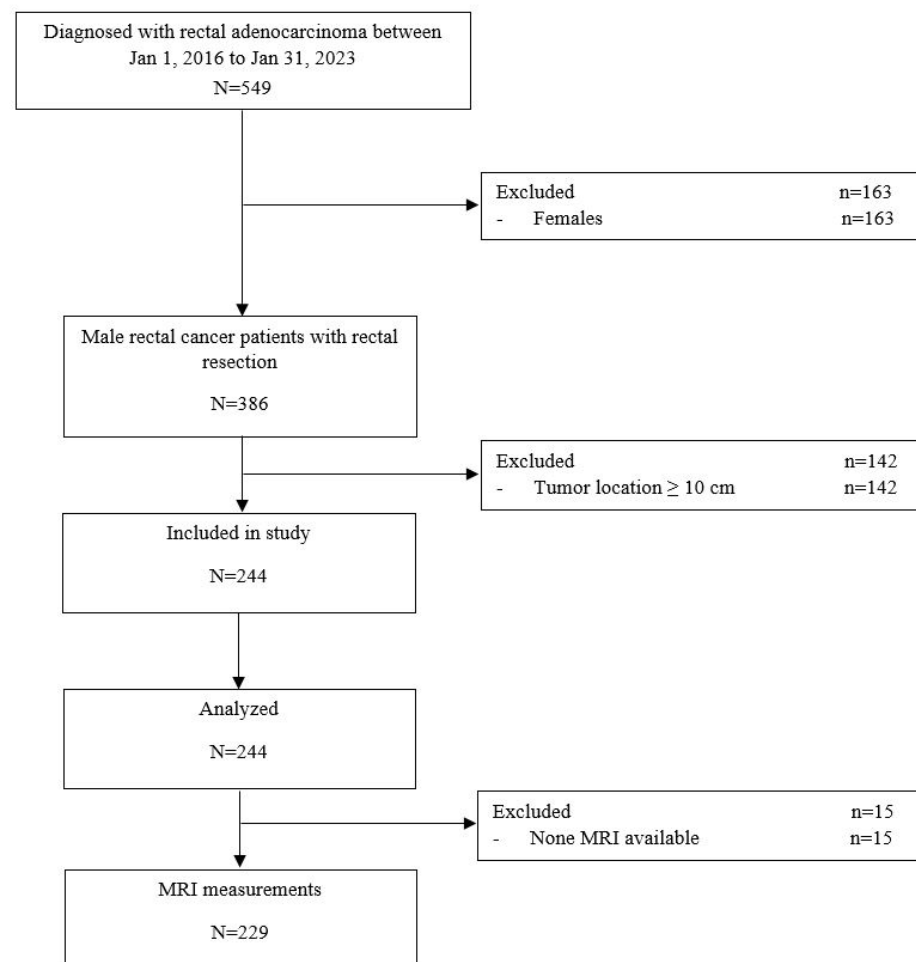 Diagnosed with rectal adenocarcinoma between
Jan 1, 2016 to Jan 31, 2023
N=549
Excluded n=163
- Females n=163
Male rectal cancer patients with rectal
resection
N=386
Excluded n=142
- Tumor location ≥ 10 cm n=142
Included in study
N=244
Analyzed
N=244
Excluded n=15
- None MRI available n=15
MRI measurements
N=229